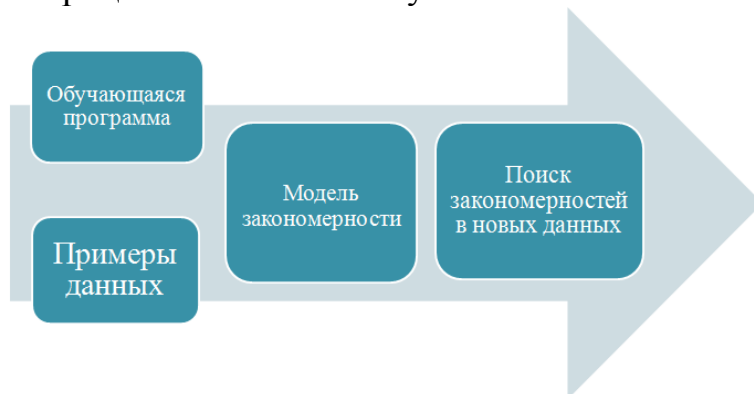 Обучающаяся
программа
Примеры
данных
Модель
закономерности
Поиск
закономерностей
в новых данных